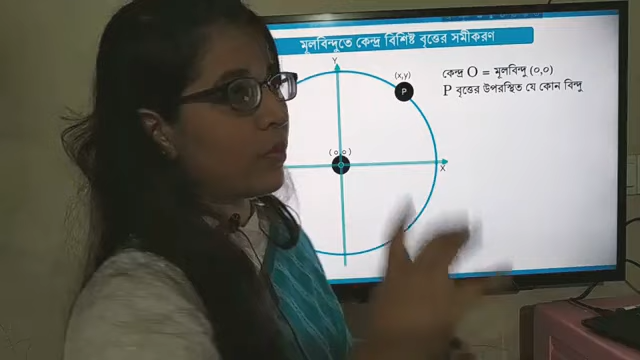 মূলবিন্দুতে কেন্দ্র বিশিষ্ট বৃত্তের সমীকরণ
Y
(x,y)
P
কেন্দ্র O = মূলবিন্দু (০,০)
P বৃত্তের উপরস্থিত যে কোন বিন্দু
(০,০)
X